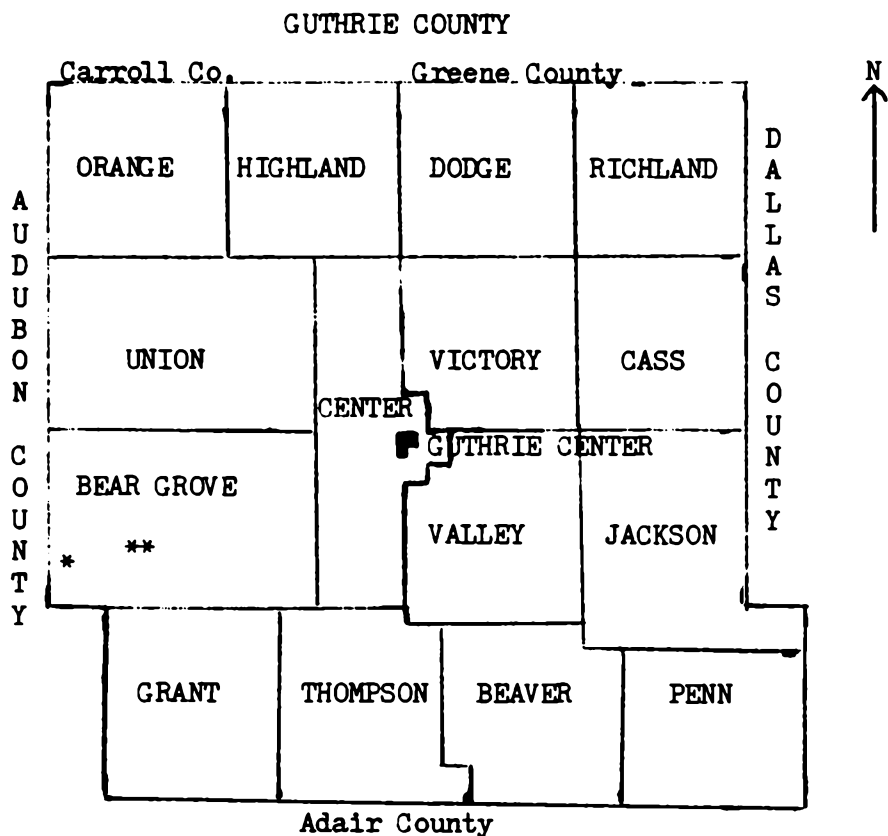 GUTHRIE COUNTY
Carroll Co. Greene County
N
ORANGE HIGHLAND DODGE RICHLAND
AUDUBON COUNTY
DALLAS COUNTY
UNION VICTORY CASS
CENTER
GUTHRIE CENTER
BEAR GROVE
VALLEY JACKSON
* **
GRANT THOMPSON BEAVER PENN
Adair County